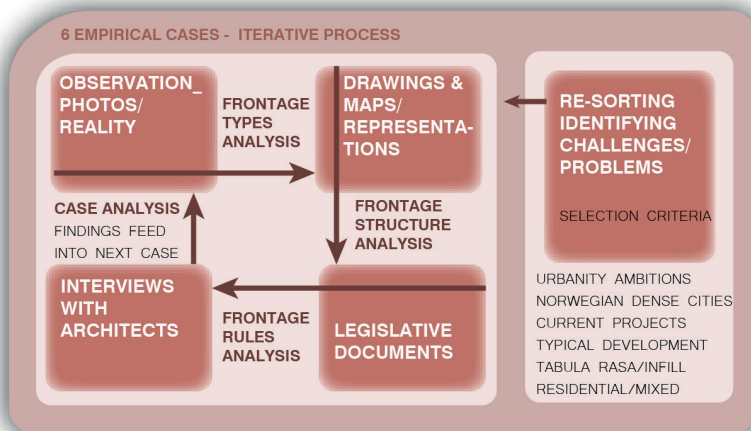 6 EMPIRICAL CASES - ITERATIVE PROCESS
OBSERVATION_
PHOTOS/
REALITY
FRONTAGE
TYPES
ANALYSIS
DRAWINGS &
MAPS/
REPRESENTA-
TIONS
FRONTAGE
STRUCTURE
ANALYSIS
LEGISLATIVE
DOCUMENTS
FRONTAGE
RULES
ANALYSIS
INTERVIEWS
WITH
ARCHITECTS
CASE ANALYSIS
FINDINGS FEED
INTO NEXT CASE
RE-SORTING
IDENTIFYING
CHALLENGES/
PROBLEMS
SELECTION CRITERIA
URBANITY AMBITIONS
NORWEGIAN DENSE CITIES
CURRENT PROJECTS
TYPICAL DEVELOPMENT
TABULA RASA/INFILL
RESIDENTIAL/MIXED